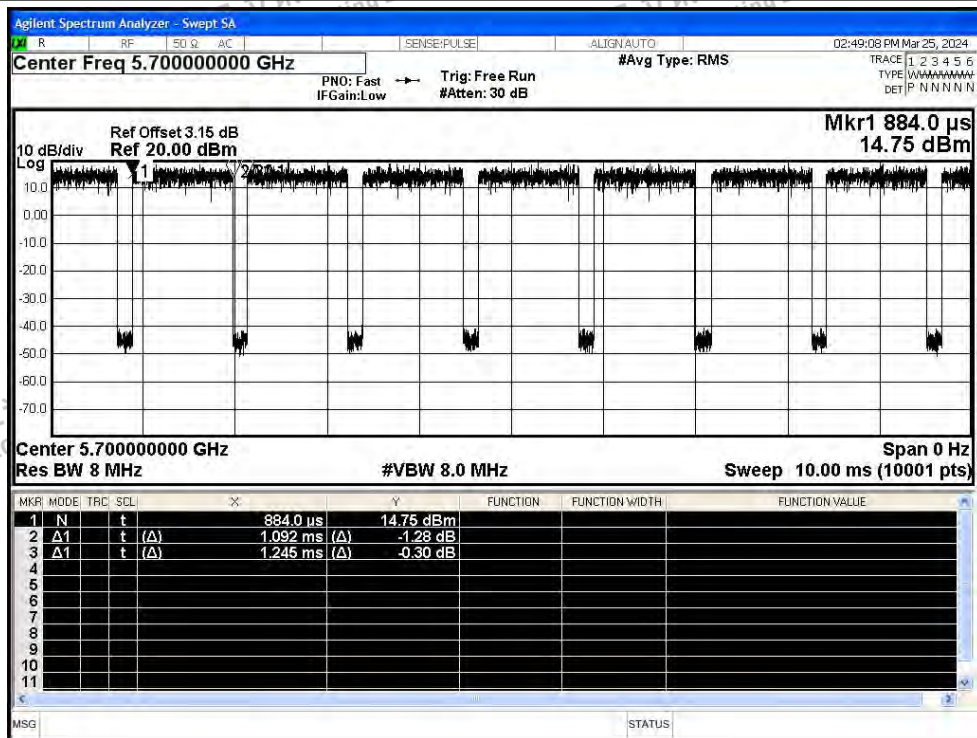 Agilent Spectrum Analyzer - Swept SA
R RF 50 Ω AC SENSE:PULSE ALIGNAUTO 02:49:08 PM Mar 25, 2024
Center Freq 5.700000000 GHz
PNO: Fast
IFGain:Low
Trig: Free Run
#Atten: 30 dB
#Avg Type: RMS
TRACE 1 2 3 4 5 6
TYPE WWWWWW
DET P N N N N N
Mkr1 884.0 µs
14.75 dBm
Ref Offset 3.15 dB
10 dB/div Ref 20.00 dBm
Log
1
10.0
0.00
-10.0
-20.0
-30.0
-40.0
-50.0
-60.0
-70.0
Center 5.700000000 GHz Span 0 Hz
Res BW 8 MHz #VBW 8.0 MHz Sweep 10.00 ms (10001 pts)
MKR MODE TRC SCL X Y FUNCTION FUNCTION WIDTH FUNCTION VALUE
1 N t 884.0 µs 14.75 dBm
2 Δ1 t (Δ) 1.092 ms (Δ) -1.28 dB
3 Δ1 t (Δ) 1.245 ms (Δ) -0.30 dB
4
5
6
7
8
9
10
11
MSG STATUS